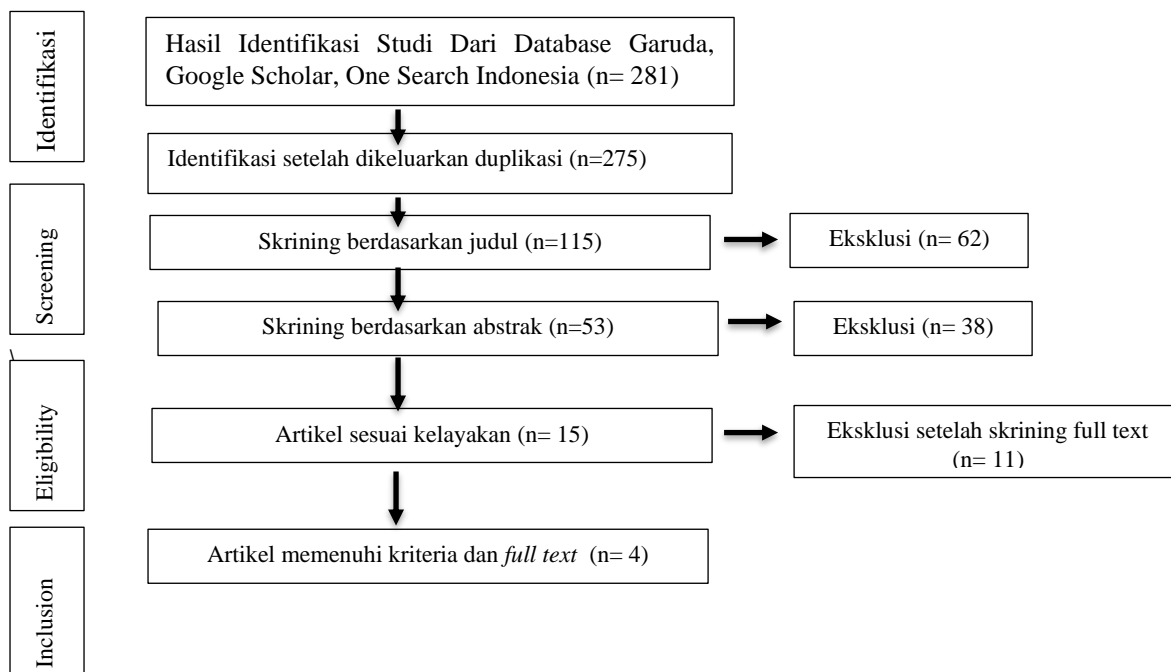 Identifikasi
Hasil Identifikasi Studi Dari Database Garuda,
Google Scholar, One Search Indonesia (n= 281)
Identifikasi setelah dikeluarkan duplikasi (n=275)
Screening
Skrining berdasarkan judul (n=115)
Eksklusi (n= 62)
Skrining berdasarkan abstrak (n=53)
Eksklusi (n= 38)
Eligibility
Artikel sesuai kelayakan (n= 15)
Eksklusi setelah skrining full text
(n= 11)
Inclusion
Artikel memenuhi kriteria dan full text (n= 4)